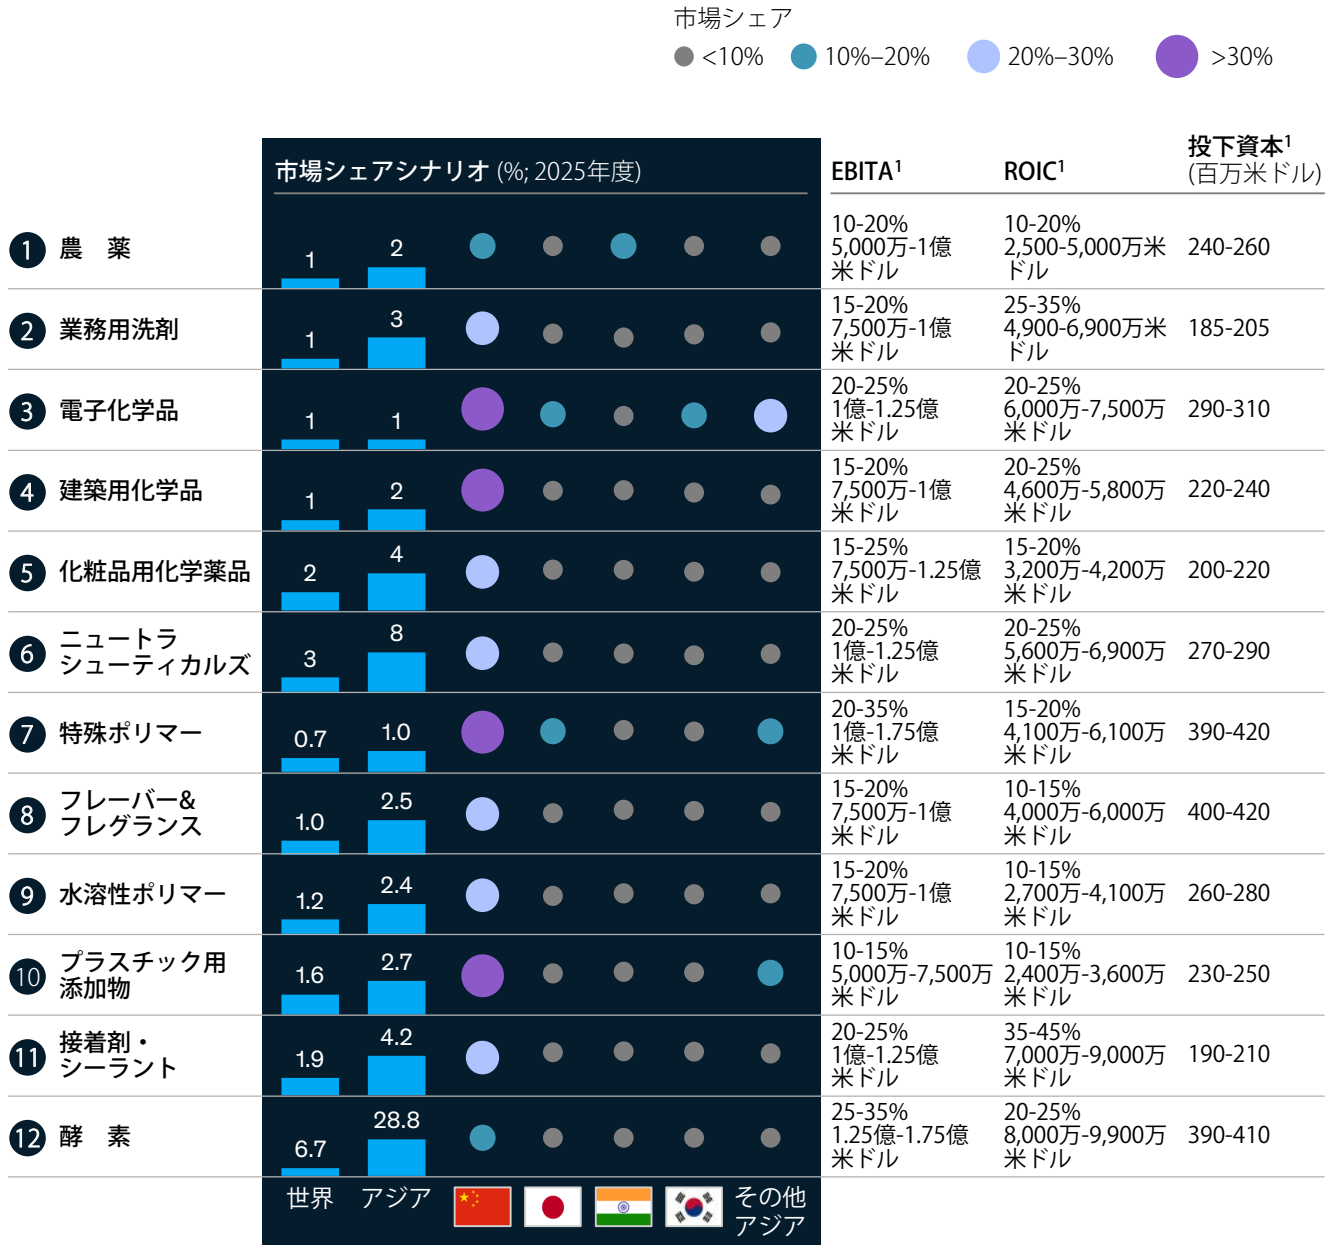 市場シェア
<10% 10%–20% 20%–30% >30%
市場シェアシナリオ (%; 2025年度)
EBITA¹
ROIC¹
投下資本¹
(百万米ドル)
1 農　薬
1
2
10-20%
5,000万-1億
米ドル
10-20%
2,500-5,000万米
ドル
240-260
2 業務用洗剤
1
3
15-20%
7,500万-1億
米ドル
25-35%
4,900-6,900万米
ドル
185-205
3 電子化学品
1
1
20-25%
1億-1.25億
米ドル
20-25%
6,000万-7,500万
米ドル
290-310
4 建築用化学品
1
2
15-20%
7,500万-1億
米ドル
20-25%
4,600万-5,800万
米ドル
220-240
5 化粧品用化学薬品
2
4
15-25%
7,500万-1.25億
米ドル
15-20%
3,200万-4,200万
米ドル
200-220
6 ニュートラ
シューティカルズ
3
8
20-25%
1億-1.25億
米ドル
20-25%
5,600万-6,900万
米ドル
270-290
7 特殊ポリマー
0.7
1.0
20-35%
1億-1.75億
米ドル
15-20%
4,100万-6,100万
米ドル
390-420
8 フレーバー&
フレグランス
1.0
2.5
15-20%
7,500万-1億
米ドル
10-15%
4,000万-6,000万
米ドル
400-420
9 水溶性ポリマー
1.2
2.4
15-20%
7,500万-1億
米ドル
10-15%
2,700万-4,100万
米ドル
260-280
10 プラスチック用
添加物
1.6
2.7
10-15%
5,000万-7,500万
米ドル
10-15%
2,400万-3,600万
米ドル
230-250
11 接着剤・
シーラント
1.9
4.2
20-25%
1億-1.25億
米ドル
35-45%
7,000万-9,000万
米ドル
190-210
12 酵　素
6.7
28.8
25-35%
1.25億-1.75億
米ドル
20-25%
8,000万-9,900万
米ドル
390-410
世界 アジア
その他
アジア